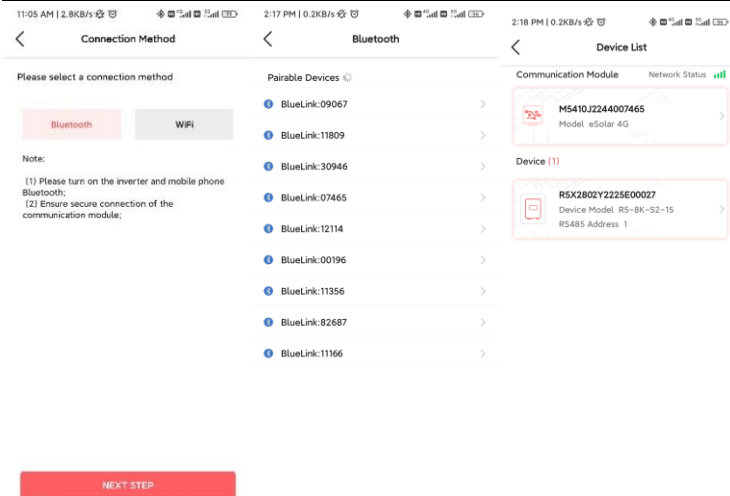 11:05 AM | 2.8KB/s
Connection Method
Please select a connection method
Bluetooth
WiFi
Note:
(1) Please turn on the inverter and mobile phone
Bluetooth;
(2) Ensure secure connection of the
communication module;
NEXT STEP
2:17 PM | 0.2KB/s
Bluetooth
Pairable Devices
BlueLink:09067
BlueLink:11809
BlueLink:30946
BlueLink:07465
BlueLink:12114
BlueLink:00196
BlueLink:11356
BlueLink:82687
BlueLink:11166
2:18 PM | 0.2KB/s
Device List
Communication Module
Network Status
M5410J2244007465
Model eSolar 4G
Device (1)
R5X2802Y2225E00027
Device Model R5-8K-S2-15
RS485 Address 1